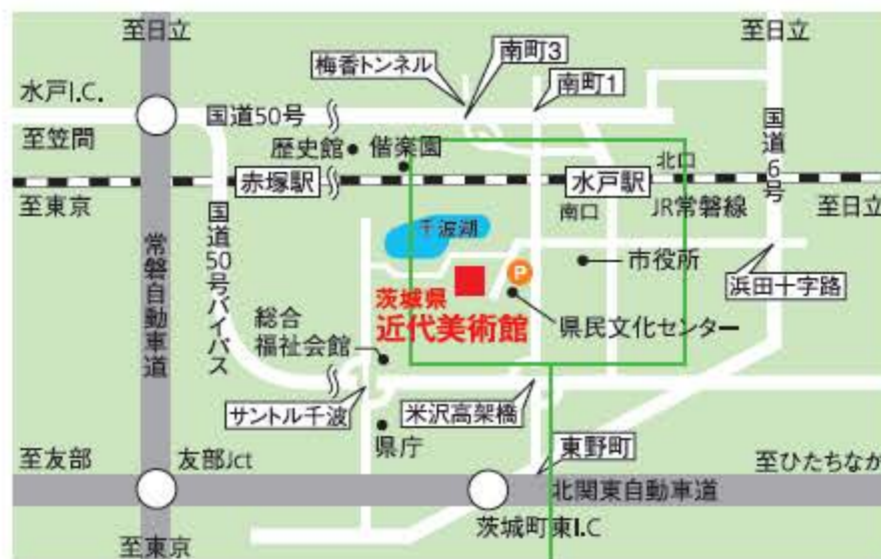 至日立
至日立
南町3
梅香トンネル
南町1
水戸I.C.
国道50号
至笠間
歴史館
偕楽園
国道6号
北口
赤塚駅
水戸駅
至東京
南口
JR常磐線
至日立
千波湖
国道50号バイパス
常磐自動車道
P
市役所
浜田十字路
茨城県
近代美術館
総合
福祉会館
県民文化センター
サントル千波
米沢高架橋
県庁
東野町
至友部
友部Jct
至ひたちなか
北関東自動車道
茨城町東I.C
至東京